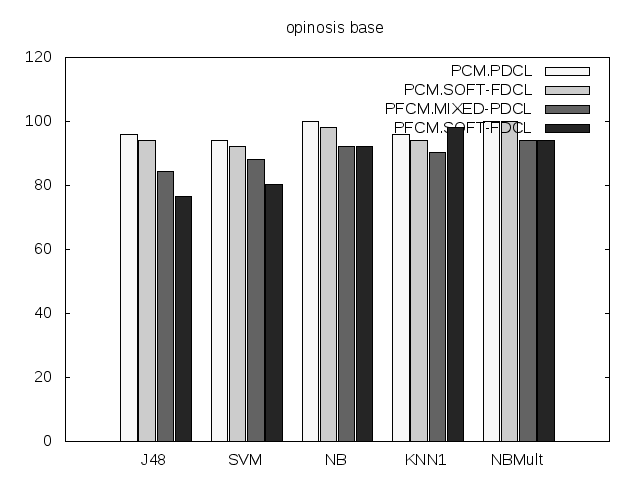 opinosis base
120
100
80
60
40
20
0
PCM.PDCL
PCM.SOFT-FDCL
PFCM.MIXED-PDCL
PFCM.SOFT-FDCL
J48 SVM NB KNN1 NBMult